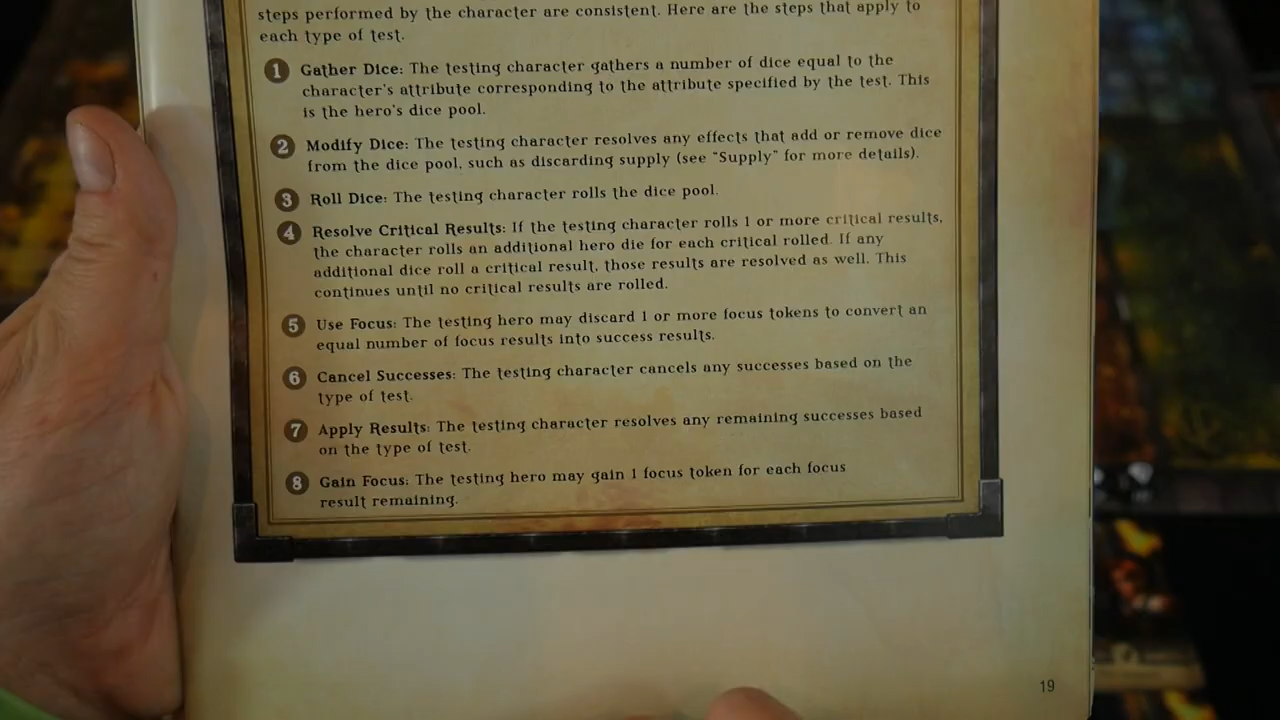 steps performed by the character are consistent. Here are the steps that apply to
each type of test.
1 Gather Dice: The testing character gathers a number of dice equal to the
character's attribute corresponding to the attribute specified by the test. This
is the hero's dice pool.
2 Modify Dice: The testing character resolves any effects that add or remove dice
from the dice pool, such as discarding supply (see "Supply" for more details).
3 Roll Dice: The testing character rolls the dice pool.
4 Resolve Critical Results: If the testing character rolls 1 or more critical results,
the character rolls an additional hero die for each critical rolled. If any
additional dice roll a critical result, those results are resolved as well. This
continues until no critical results are rolled.
5 Use Focus: The testing hero may discard 1 or more focus tokens to convert an
equal number of focus results into success results.
6 Cancel Successes: The testing character cancels any successes based on the
type of test.
7 Apply Results: The testing character resolves any remaining successes based
on the type of test.
8 Gain Focus: The testing hero may gain 1 focus token for each focus
result remaining.
19